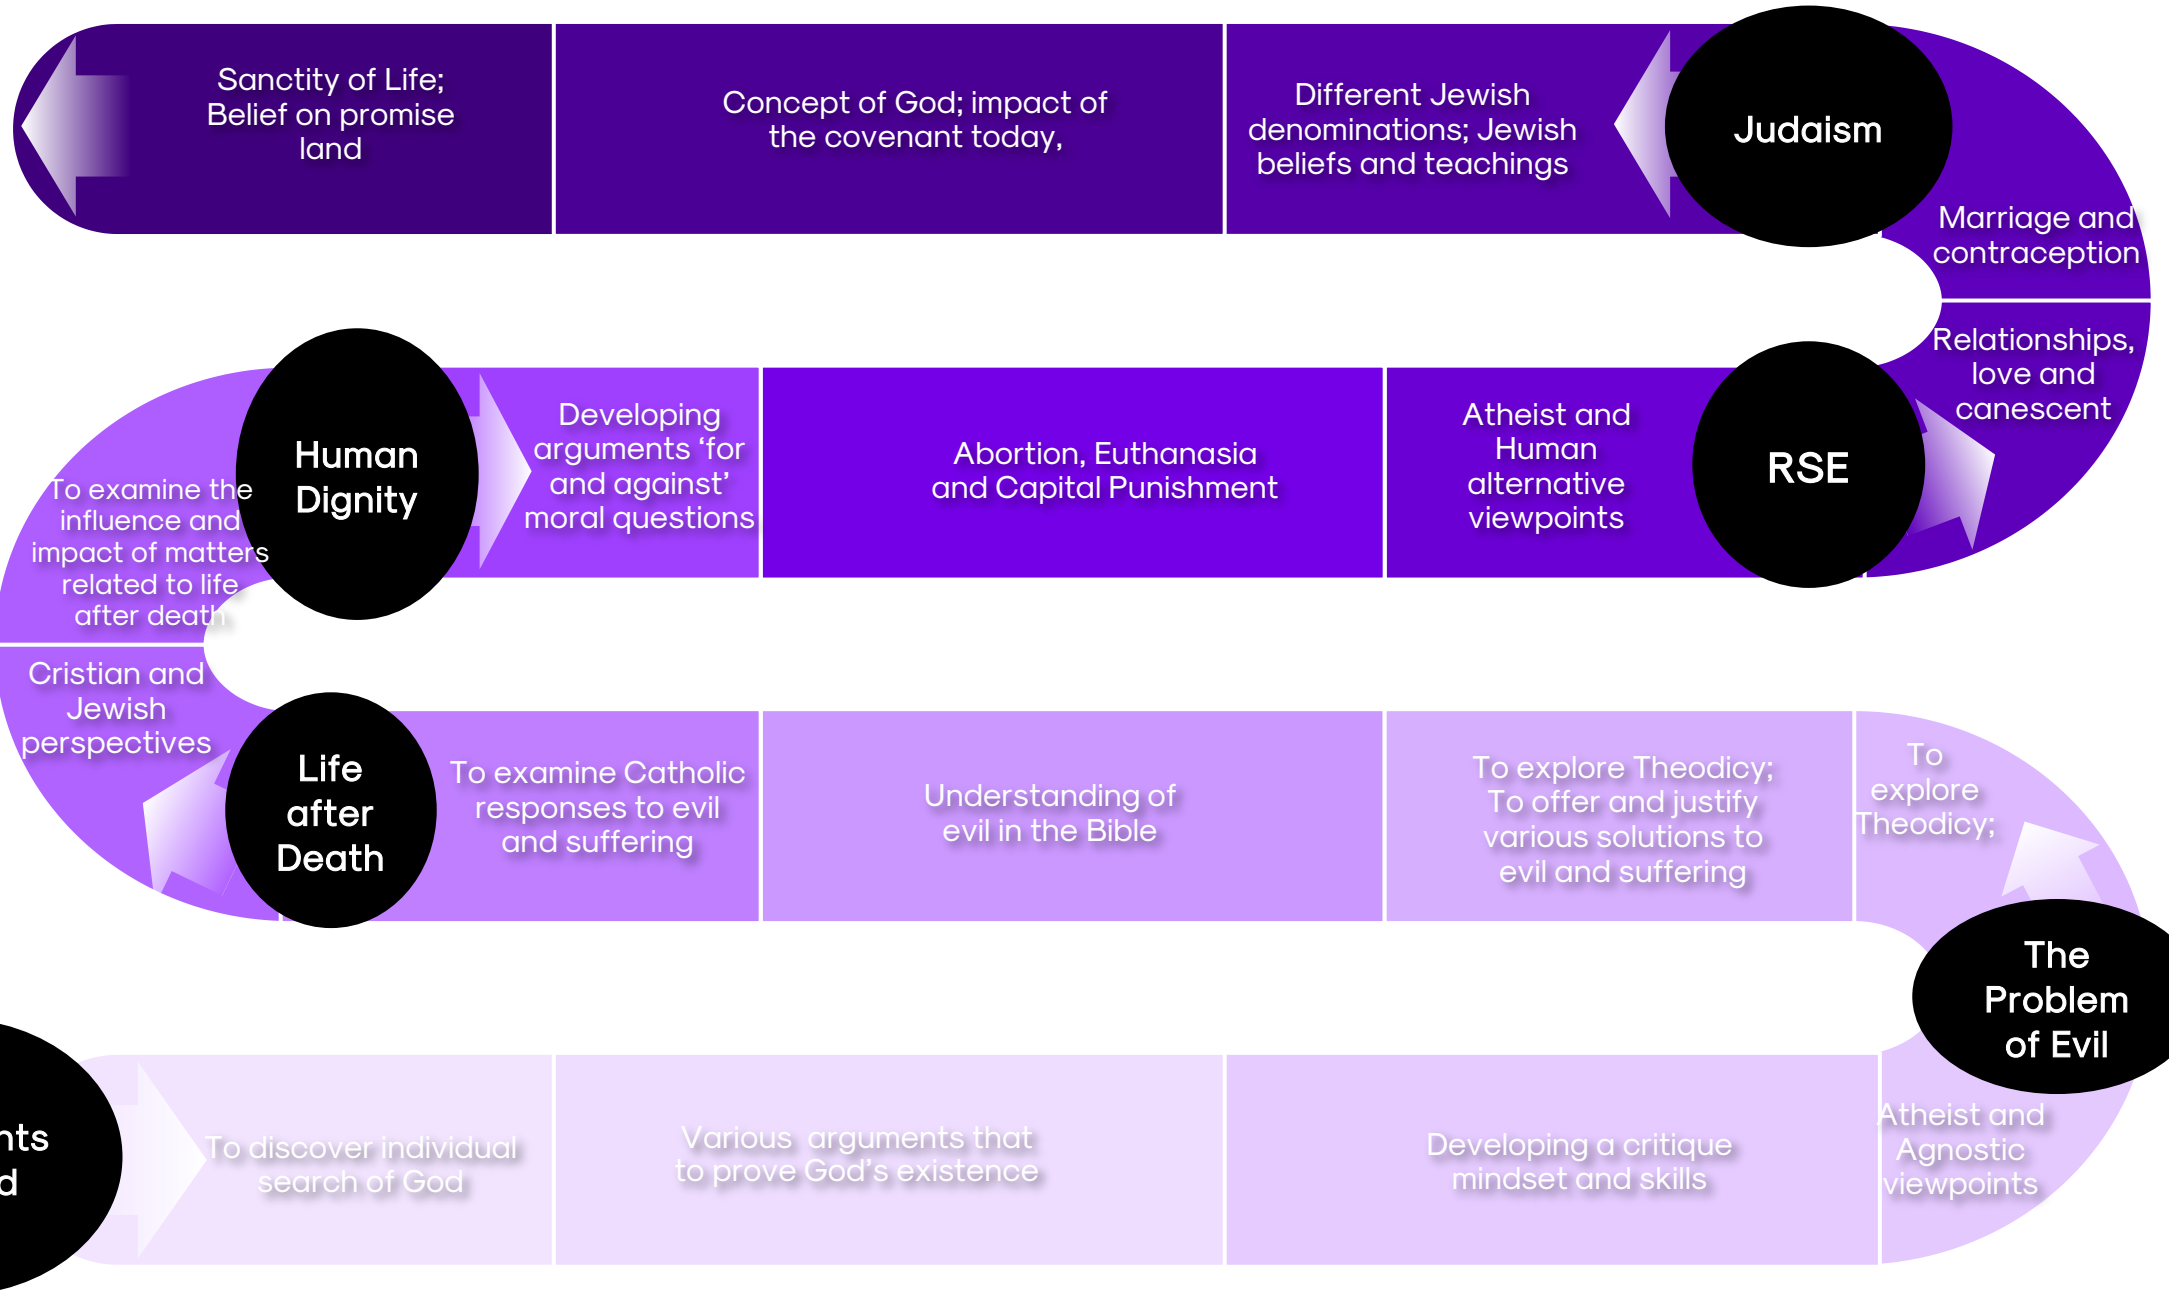 Sanctity of Life;
Belief on promise
land
Concept of God; impact of
the covenant today,
Different Jewish
denominations; Jewish
beliefs and teachings
Judaism
Marriage and
contraception
Relationships,
love and
canescent
Human
Dignity
Developing
arguments ‘for
and against’
moral questions
Abortion, Euthanasia
and Capital Punishment
Atheist and
Human
alternative
viewpoints
RSE
To examine the
influence and
impact of matters
related to life
after death
Cristian and
Jewish
perspectives
Life
after
Death
To examine Catholic
responses to evil
and suffering
Understanding of
evil in the Bible
To explore Theodicy;
To offer and justify
various solutions to
evil and suffering
To
explore
Theodicy;
The
Problem
of Evil
To discover individual
search of God
Various  arguments that
to prove God’s existence
Developing a critique
mindset and skills
Atheist and
Agnostic
viewpoints